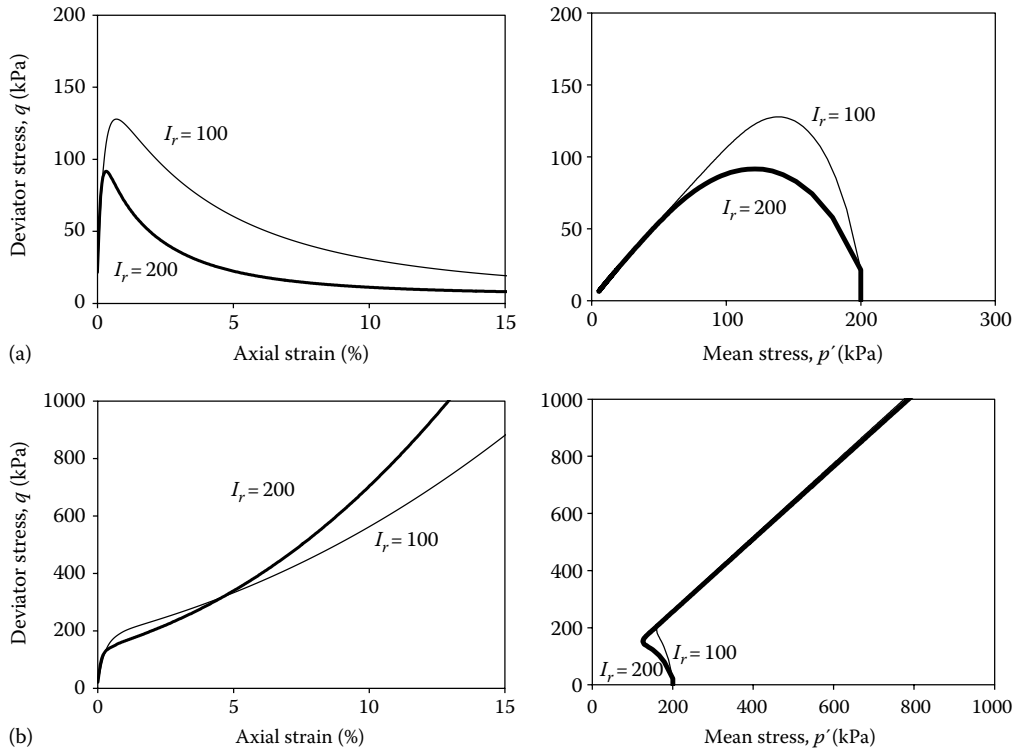 200
150
100
50
0
Deviator stress, q (kPa)
I_r = 100
I_r = 200
0 5 10 15
Axial strain (%)
(a)
200
150
100
50
0
I_r = 100
I_r = 200
0 100 200 300
Mean stress, p´ (kPa)
1000
800
600
400
200
0
Deviator stress, q (kPa)
I_r = 200
I_r = 100
0 5 10 15
Axial strain (%)
(b)
1000
800
600
400
200
0
I_r = 100
I_r = 200
0 200 400 600 800 1000
Mean stress, p´ (kPa)